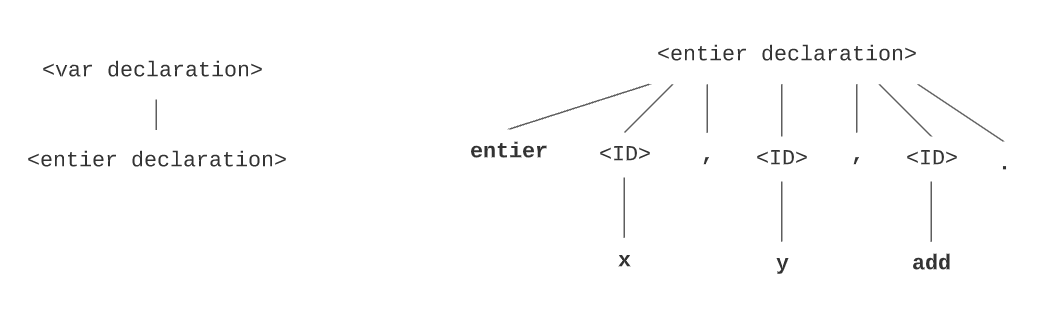 <var declaration>
<entier declaration>
<entier declaration>
entier <ID> , <ID> , <ID> .
x y add